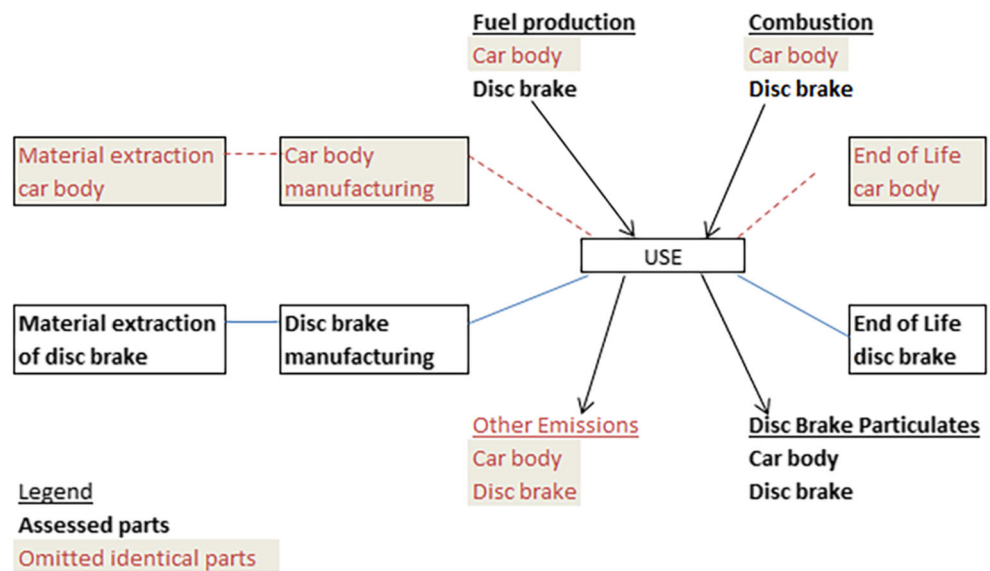 Fuel production
Car body
Disc brake
Combustion
Car body
Disc brake
Material extraction
car body
Car body
manufacturing
End of Life
car body
USE
Material extraction
of disc brake
Disc brake
manufacturing
End of Life
disc brake
Other Emissions
Car body
Disc brake
Disc Brake Particulates
Car body
Disc brake
Legend
Assessed parts
Omitted identical parts